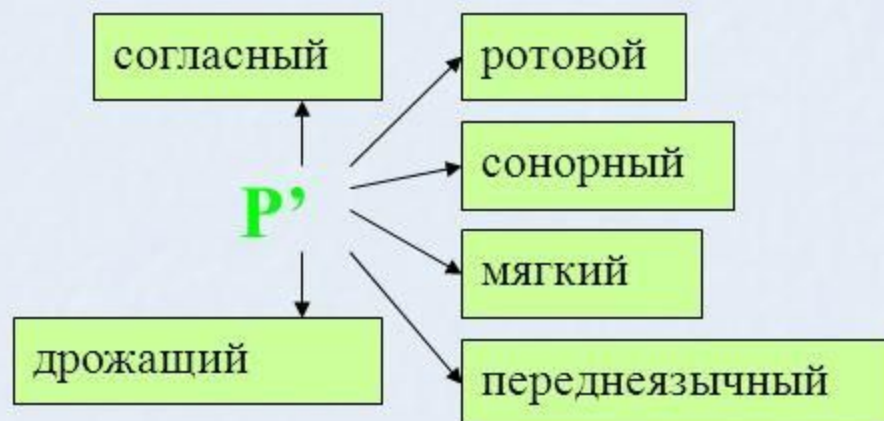 согласный
ротовой
сонорный
Р’
мягкий
дрожащий
переднеязычный